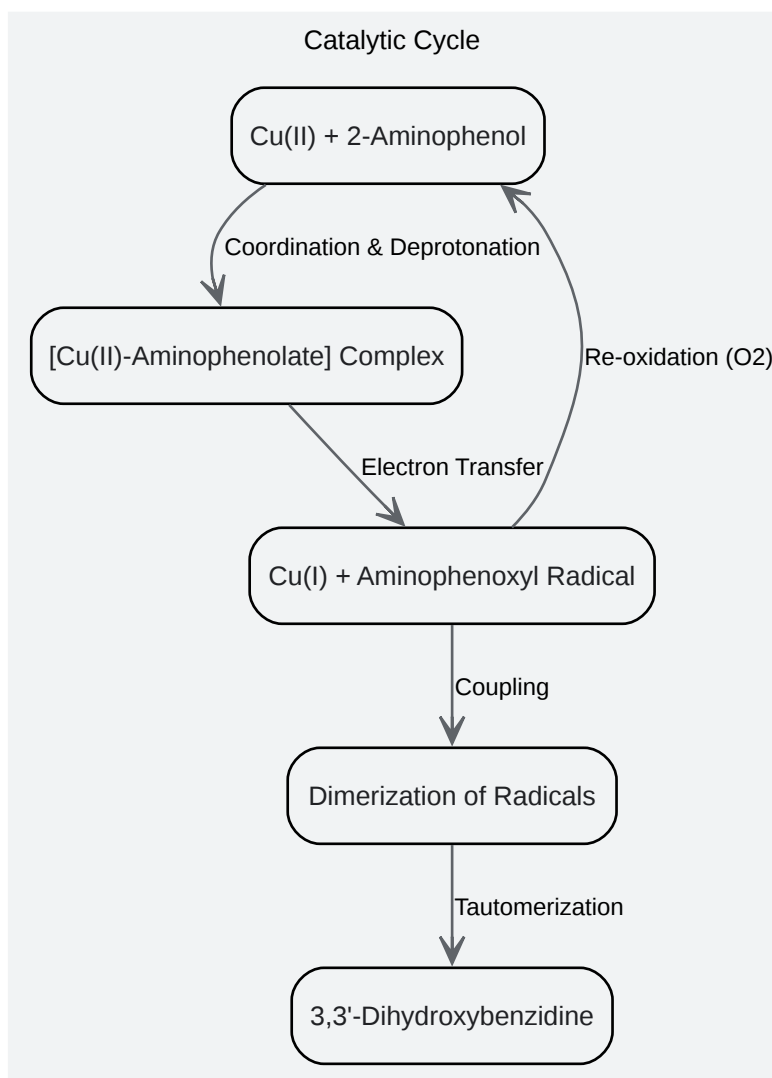 Catalytic Cycle
Cu(II) + 2-Aminophenol
Coordination & Deprotonation
[Cu(II)-Aminophenolate] Complex
Re-oxidation (O2)
Electron Transfer
Cu(I) + Aminophenoxyl Radical
Coupling
Dimerization of Radicals
Tautomerization
3,3'-Dihydroxybenzidine